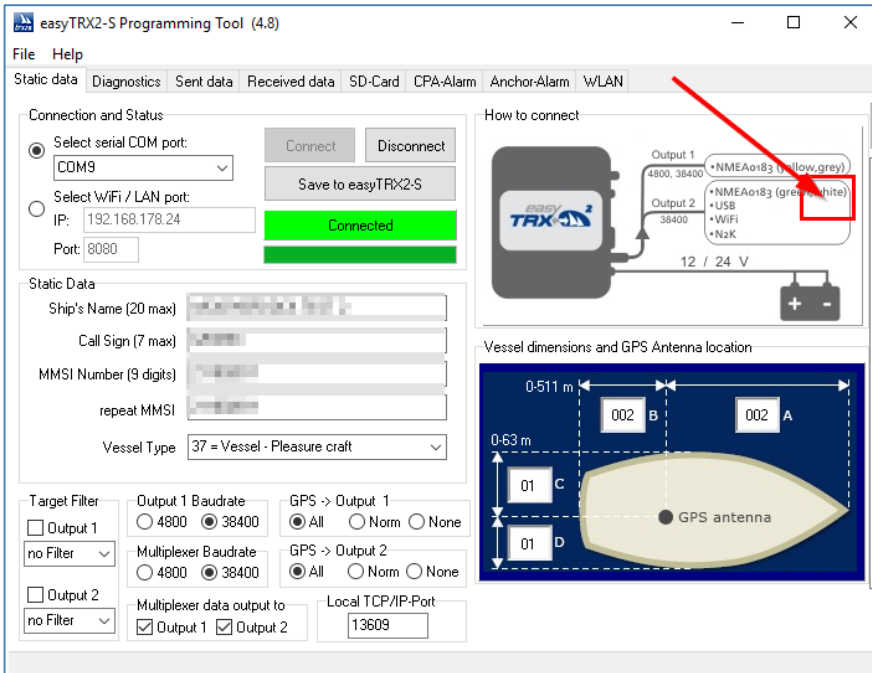 easyTRX2-S Programming Tool (4.8)
File Help
Static data Diagnostics Sent data Received data SD-Card CPA-Alarm Anchor-Alarm WLAN
Connection and Status
Select serial COM port:
COM9
Connect Disconnect
Save to easyTRX2-S
Select WiFi / LAN port:
IP: 192.168.178.24
Port: 8080
Connected
How to connect
easy
TRX 2
Output 1
4800, 38400
•NMEA0183 (yellow,grey)
Output 2
38400
•NMEA0183 (green,white)
•USB
•WiFi
•N2K
12 / 24 V
+ -
Static Data
Ship's Name (20 max)
Call Sign (7 max)
MMSI Number (9 digits)
repeat MMSI
Vessel Type 37 = Vessel - Pleasure craft
Vessel dimensions and GPS Antenna location
0-511 m
002 B 002 A
0-63 m
01 C
GPS antenna
01 D
Target Filter
Output 1
no Filter
Output 2
no Filter
Output 1 Baudrate
4800 38400
Multiplexer Baudrate
4800 38400
Multiplexer data output to
Output 1 Output 2
GPS -> Output 1
All Norm None
GPS -> Output 2
All Norm None
Local TCP/IP-Port
13609